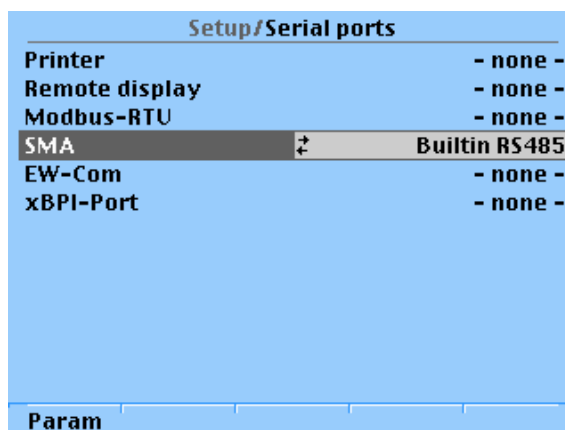 Setup/Serial ports
Printer - none -
Remote display - none -
Modbus-RTU - none -
SMA Builtin RS485
EW-Com - none -
xBPI-Port - none -
Param